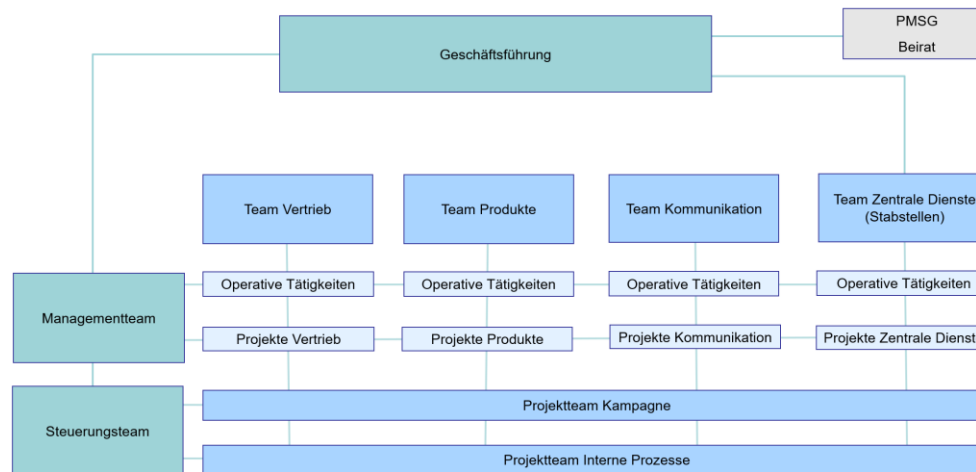 PMSG
Beirat
Geschäftsführung
Team Vertrieb
Team Produkte
Team Kommunikation
Team Zentrale Dienste
(Stabstellen)
Managementteam
Operative Tätigkeiten
Operative Tätigkeiten
Operative Tätigkeiten
Operative Tätigkeiten
Projekte Vertrieb
Projekte Produkte
Projekte Kommunikation
Projekte Zentrale Dienste
Steuerungsteam
Projektteam Kampagne
Projektteam Interne Prozesse